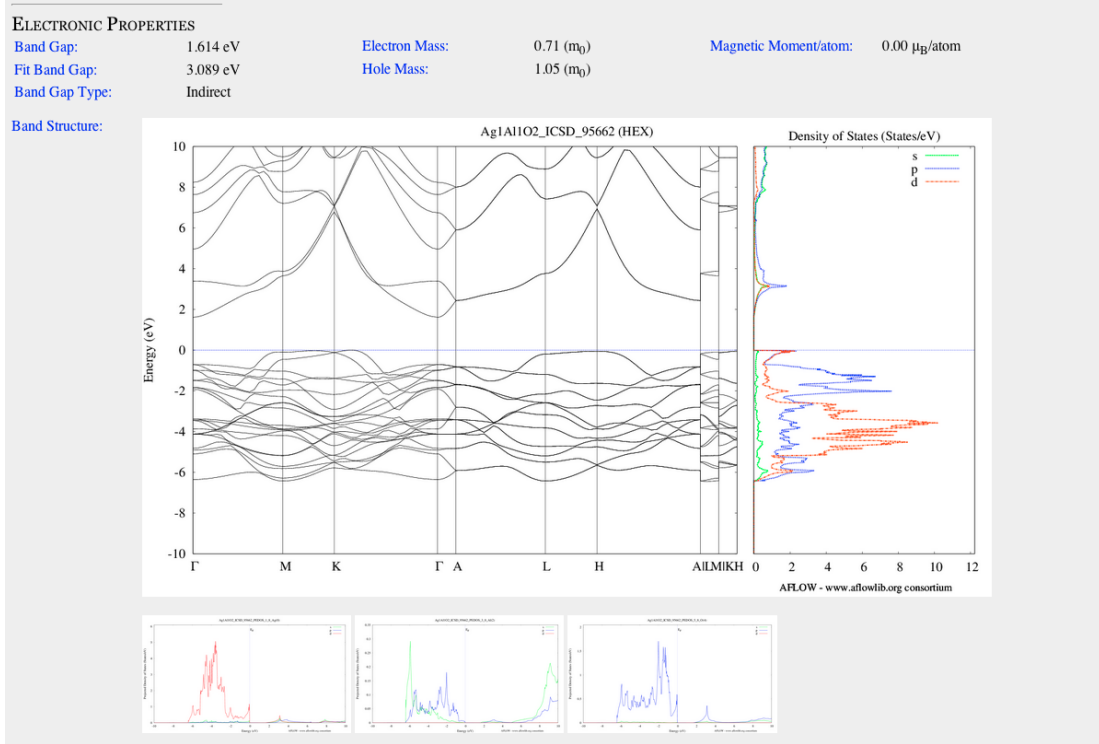 ELECTRONIC PROPERTIES
Band Gap: 1.614 eV Electron Mass: 0.71 (m0) Magnetic Moment/atom: 0.00 μB/atom
Fit Band Gap: 3.089 eV Hole Mass: 1.05 (m0)
Band Gap Type: Indirect
Band Structure:
Ag1Al1O2_ICSD_95662 (HEX)
Density of States (States/eV)
s
p
d
Energy (eV)
10
8
6
4
2
0
-2
-4
-6
-8
-10
Γ M K Γ A L H A|LM|KH
0 2 4 6 8 10 12
AFLOW - www.aflowlib.org consortium